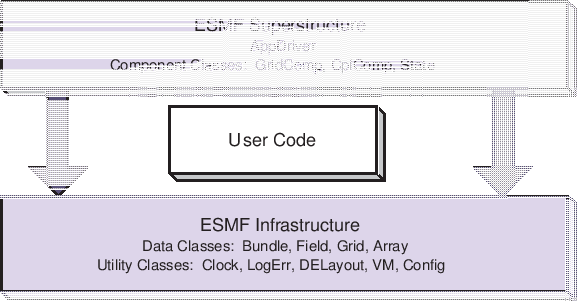 ESMF Superstructure
AppDriver
Component Classes: GridComp, CplComp, State
User Code
ESMF Infrastructure
Data Classes: Bundle, Field, Grid, Array
Utility Classes: Clock, LogErr, DELayout, VM, Config